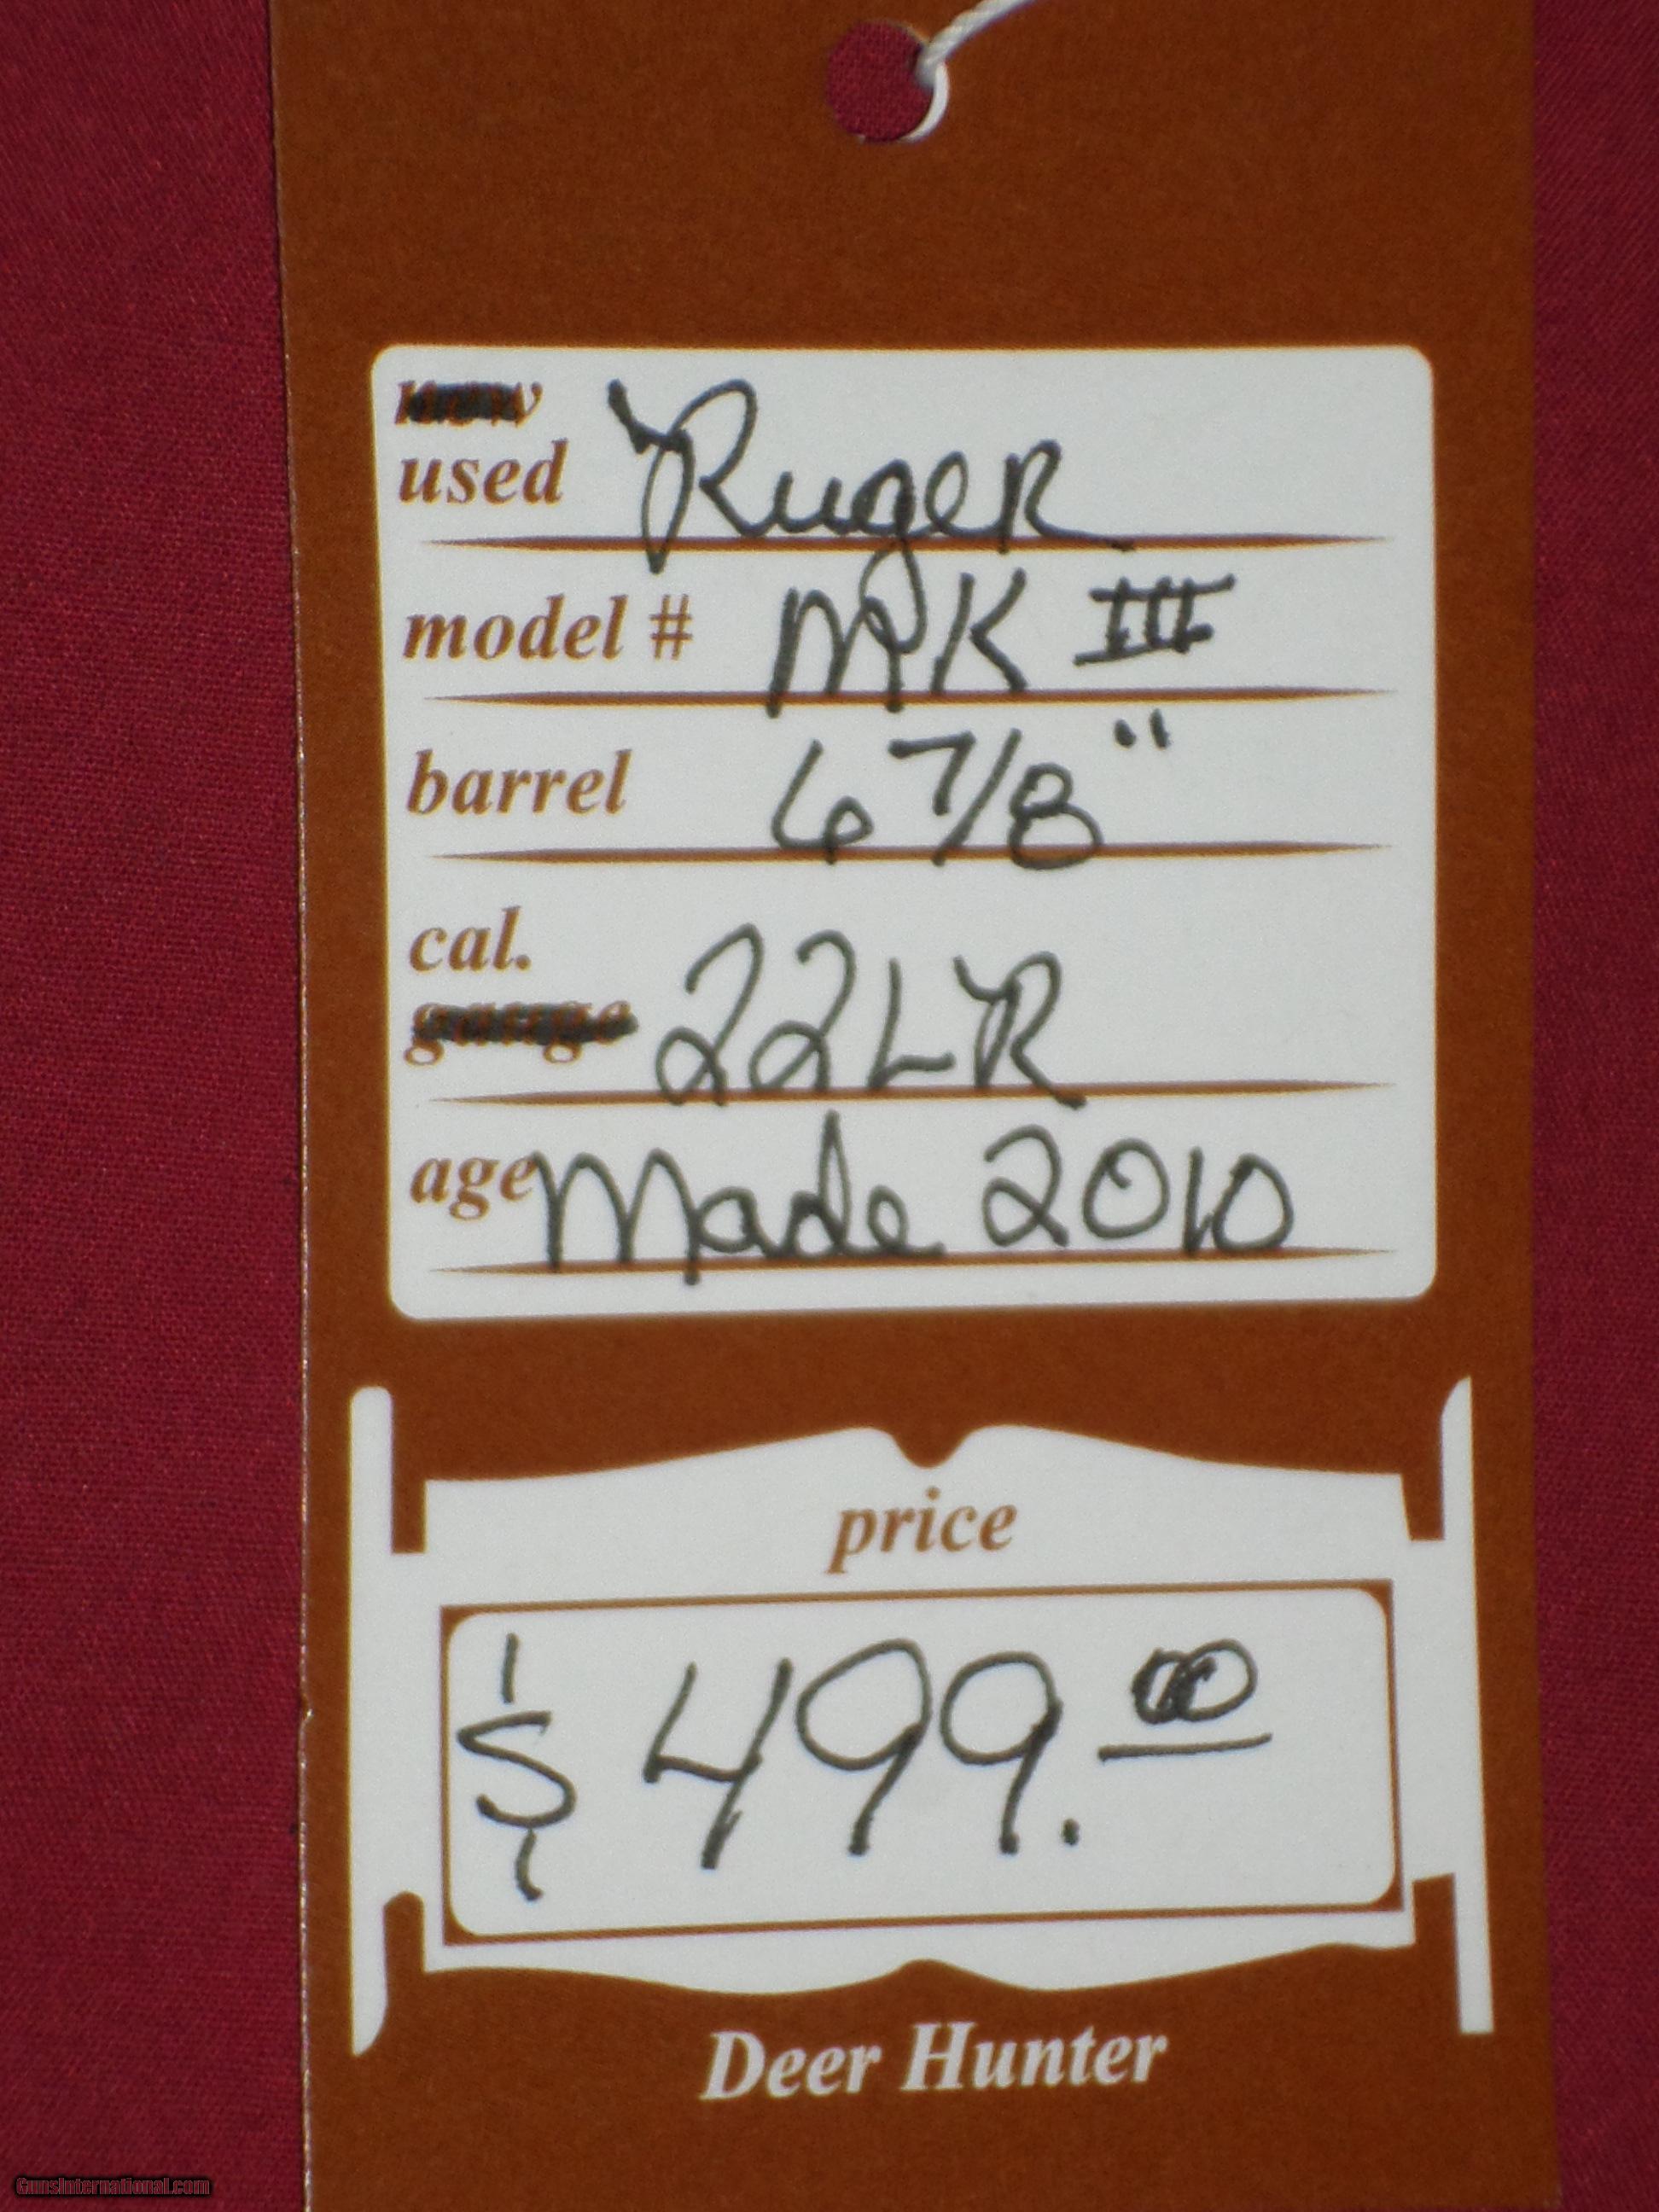 new
used Ruger
model # MK III
barrel 6 7/8"
cal.
gauge 22LR
age Made 2010
price
$ 499.00
Deer Hunter
GunsInternational.com